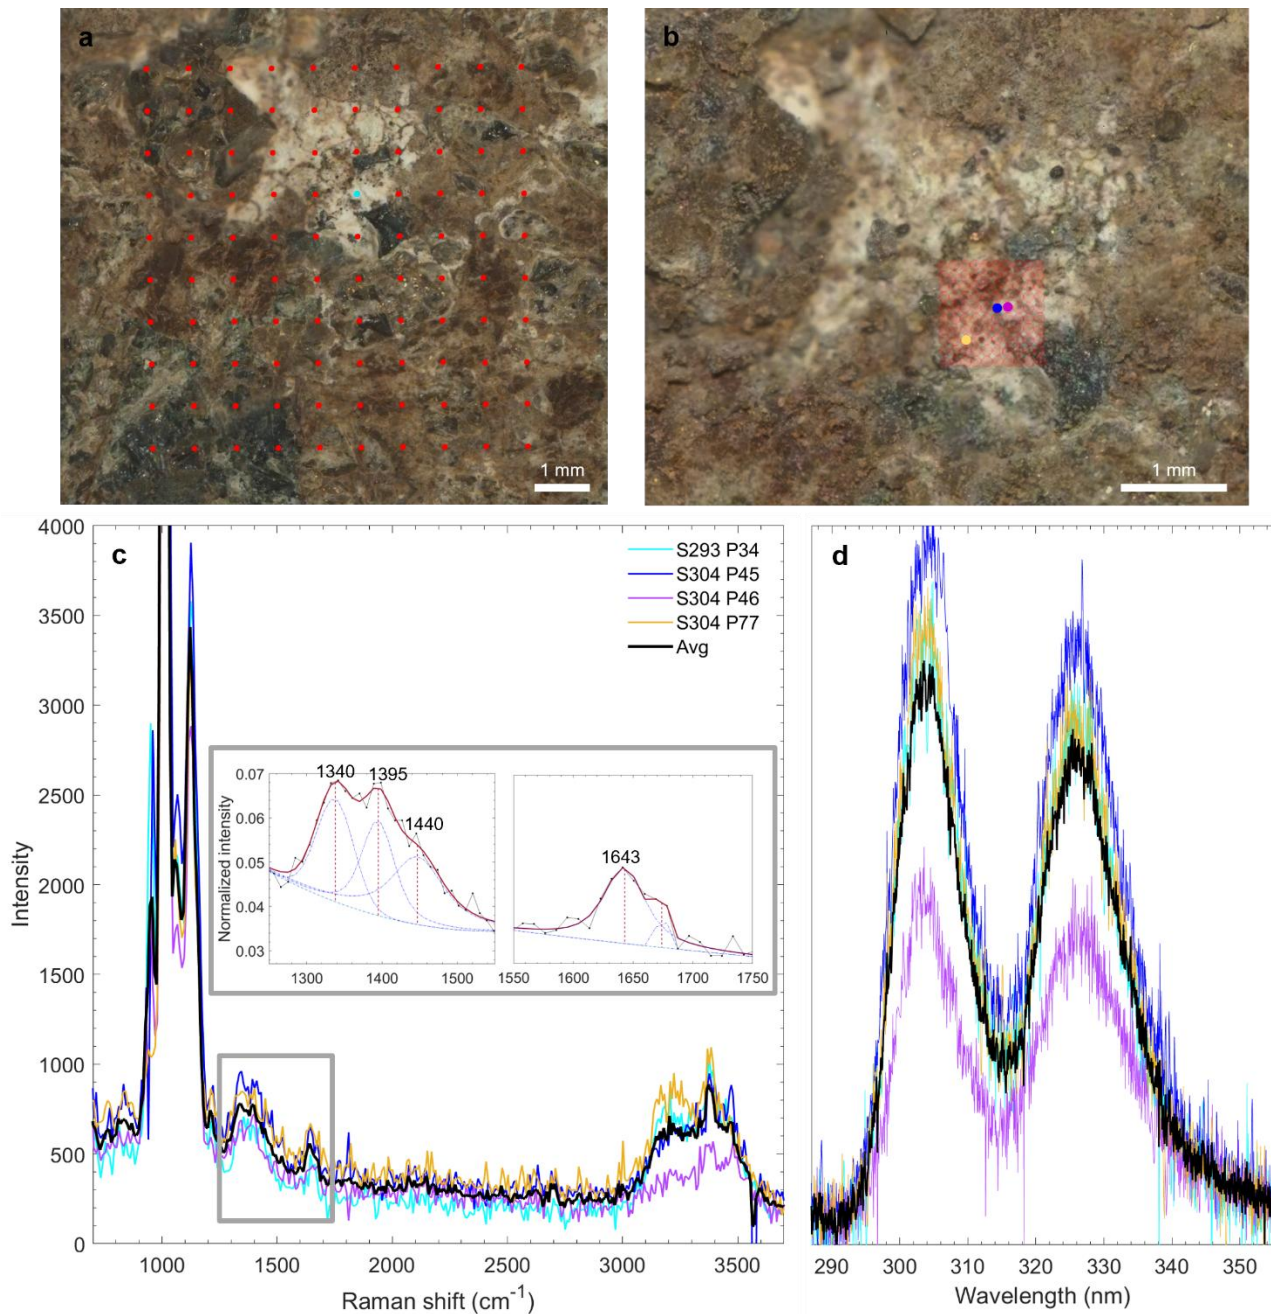 a
1 mm
b
1 mm
c
S293 P34
S304 P45
S304 P46
S304 P77
Avg
4000
3500
3000
2500
2000
1500
1000
500
0
Intensity
1000
1500
2000
2500
3000
3500
Raman shift (cm⁻¹)
0.07
0.06
0.05
0.04
0.03
Normalized intensity
1340
1395
1440
1300
1400
1500
1643
1550
1600
1650
1700
1750
d
290
300
310
320
330
340
350
Wavelength (nm)